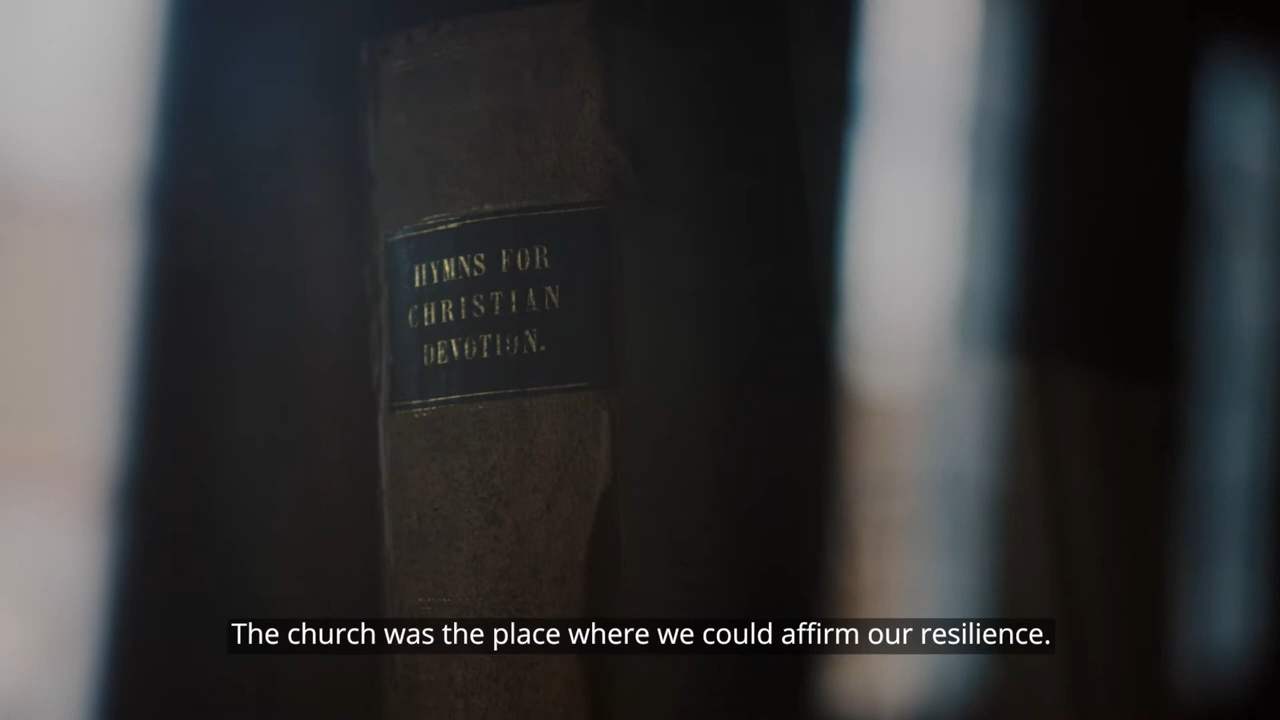 HYMNS FOR
CHRISTIAN
DEVOTION.
The church was the place where we could affirm our resilience.